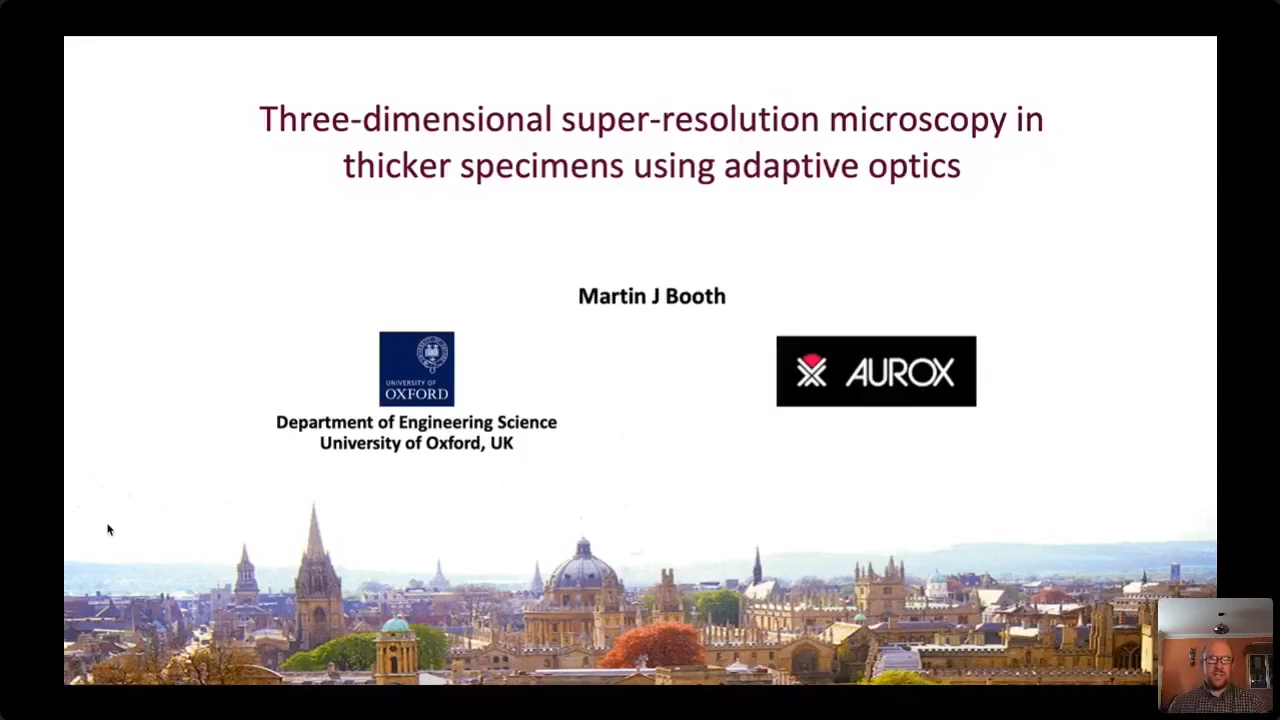 Three-dimensional super-resolution microscopy in
thicker specimens using adaptive optics
Martin J Booth
UNIVERSITY OF
OXFORD
AUROX
Department of Engineering Science
University of Oxford, UK